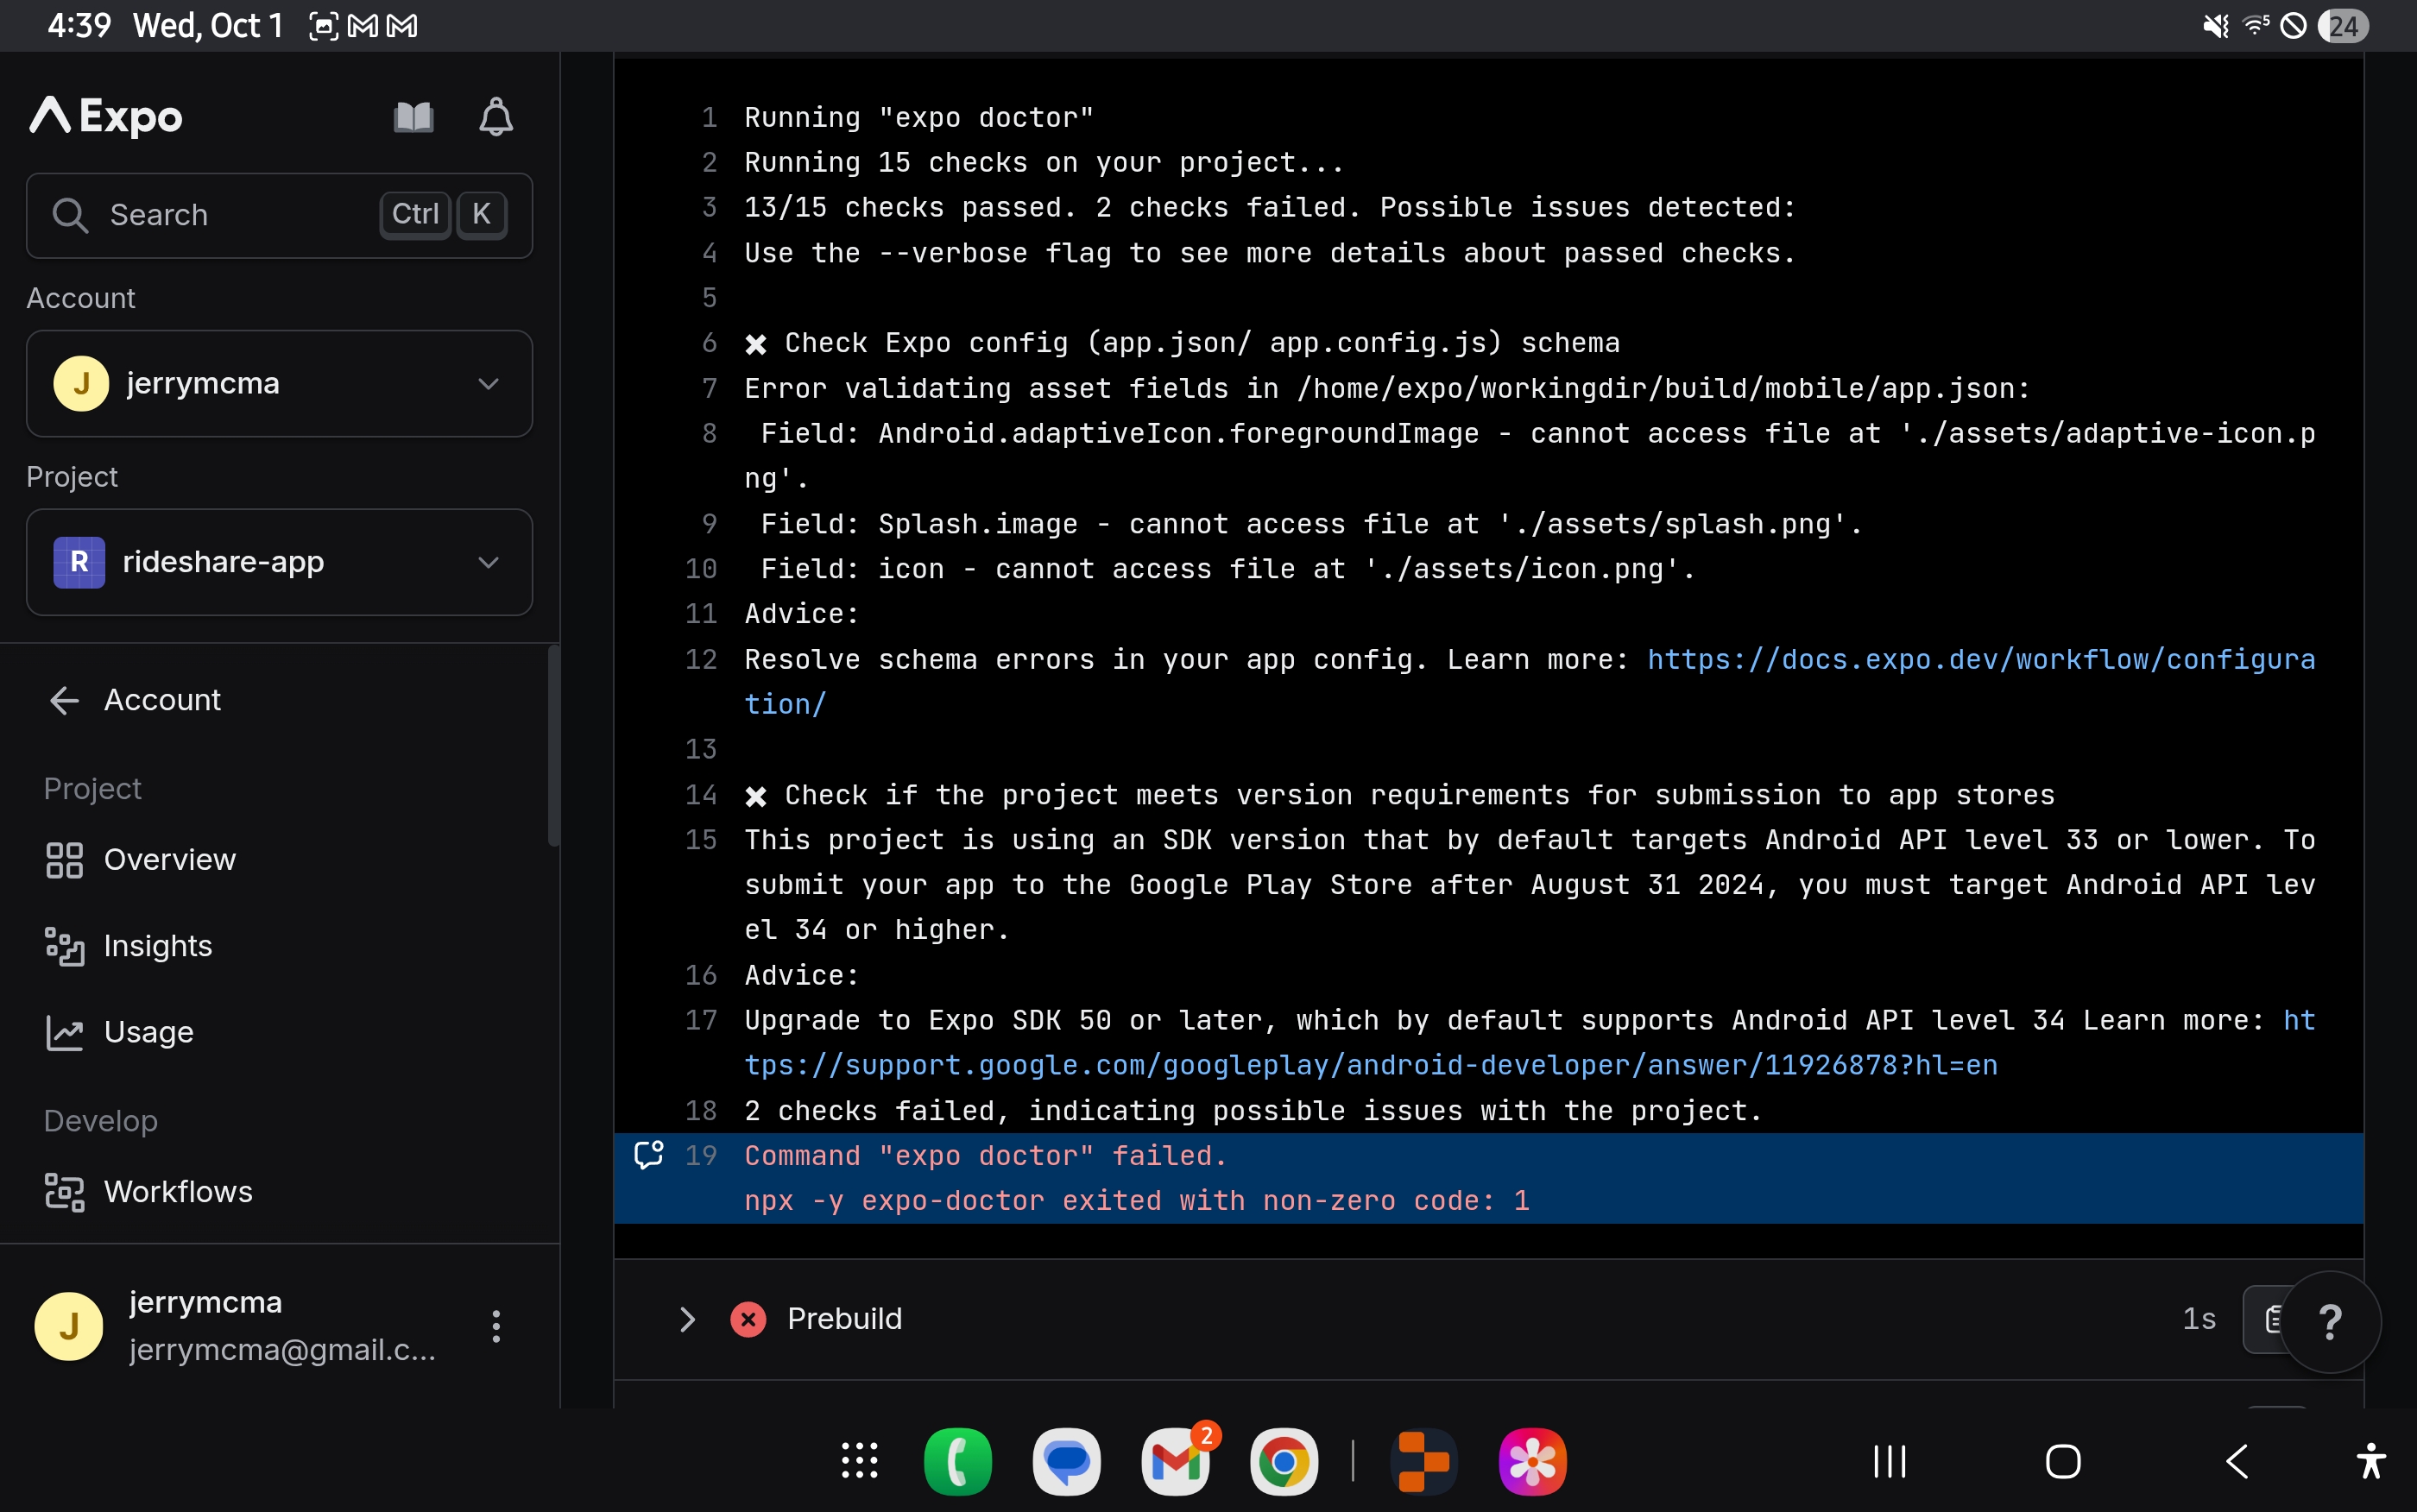 4:39 Wed, Oct 1
5
24
Expo
Search Ctrl K
Account
J jerrymcma
Project
R rideshare-app
Account
Project
Overview
Insights
Usage
Develop
Workflows
J jerrymcma
jerrymcma@gmail.c...
1 Running "expo doctor"
2 Running 15 checks on your project...
3 13/15 checks passed. 2 checks failed. Possible issues detected:
4 Use the --verbose flag to see more details about passed checks.
5
6 ✖ Check Expo config (app.json/ app.config.js) schema
7 Error validating asset fields in /home/expo/workingdir/build/mobile/app.json:
8 Field: Android.adaptiveIcon.foregroundImage - cannot access file at './assets/adaptive-icon.p
ng'.
9 Field: Splash.image - cannot access file at './assets/splash.png'.
10 Field: icon - cannot access file at './assets/icon.png'.
11 Advice:
12 Resolve schema errors in your app config. Learn more: https://docs.expo.dev/workflow/configura
tion/
13
14 ✖ Check if the project meets version requirements for submission to app stores
15 This project is using an SDK version that by default targets Android API level 33 or lower. To
submit your app to the Google Play Store after August 31 2024, you must target Android API lev
el 34 or higher.
16 Advice:
17 Upgrade to Expo SDK 50 or later, which by default supports Android API level 34 Learn more: ht
tps://support.google.com/googleplay/android-developer/answer/11926878?hl=en
18 2 checks failed, indicating possible issues with the project.
19 Command "expo doctor" failed.
npx -y expo-doctor exited with non-zero code: 1
Prebuild 1s ?
2